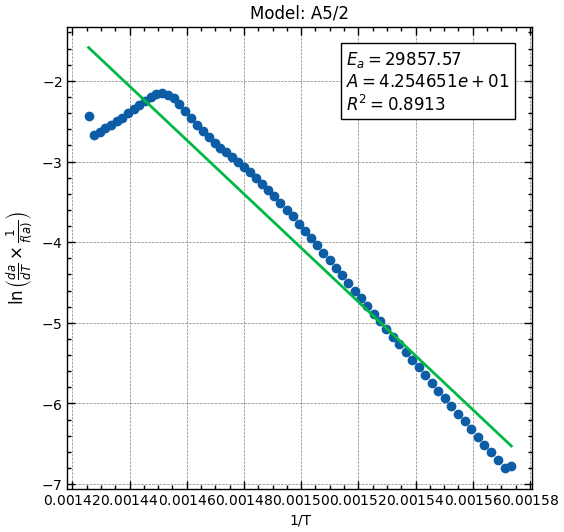 Model: A5/2
E_a = 29857.57
A = 4.254651e + 01
R^2 = 0.8913
ln(da/dT × 1/f(a))
−2
−3
−4
−5
−6
−7
0.00142 0.00144 0.00146 0.00148 0.00150 0.00152 0.00154 0.00156 0.00158
1/T